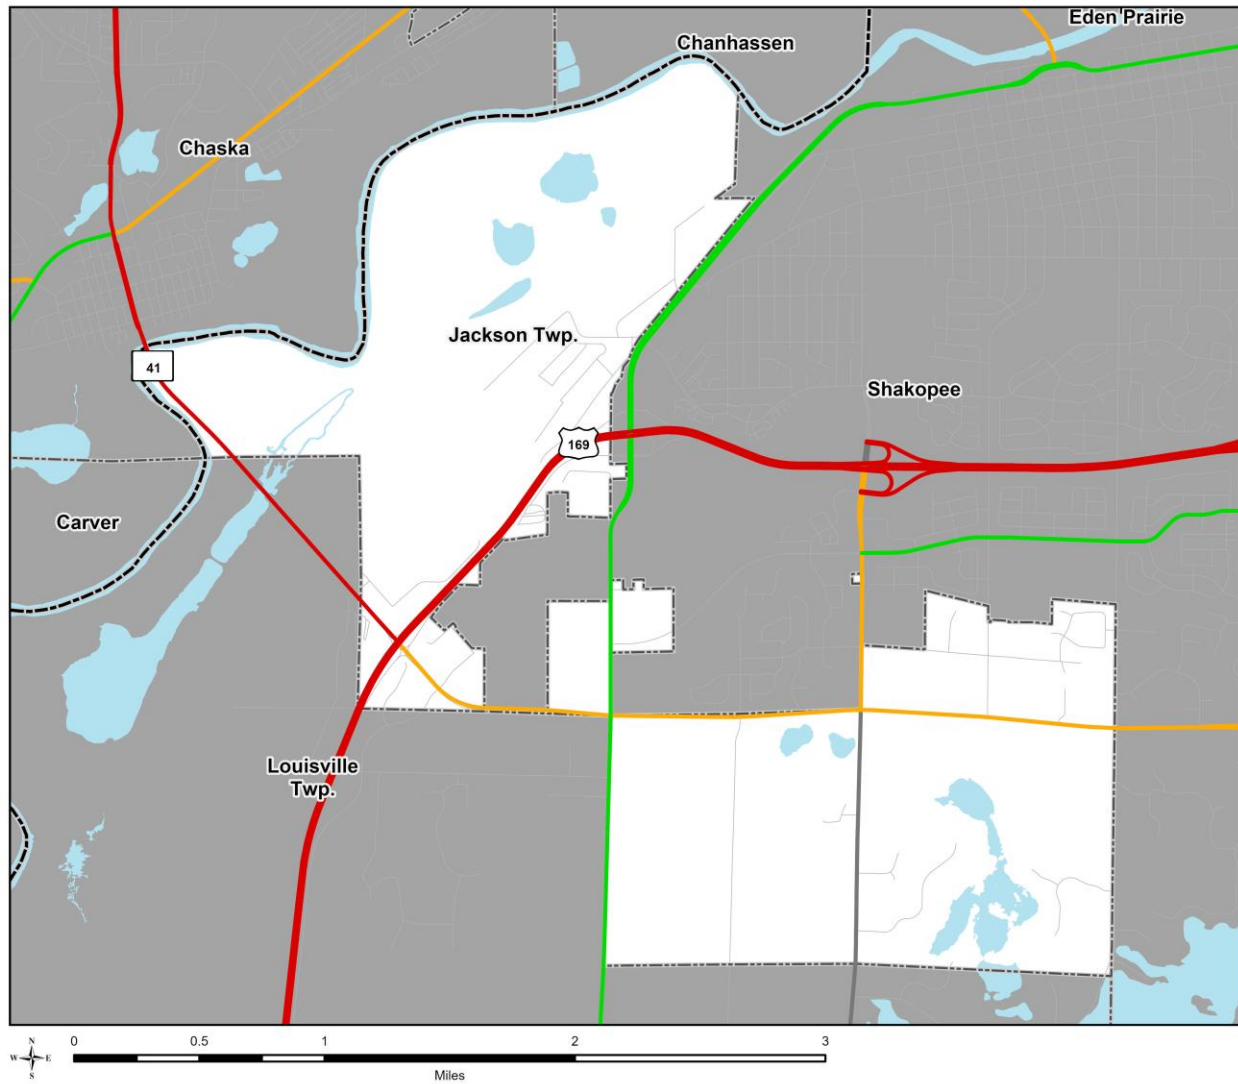 Eden Prairie
Chanhassen
Chaska
Jackson Twp.
41
Shakopee
169
Carver
Louisville
Twp.
N
W E
S
0 0.5 1 2 3
Miles